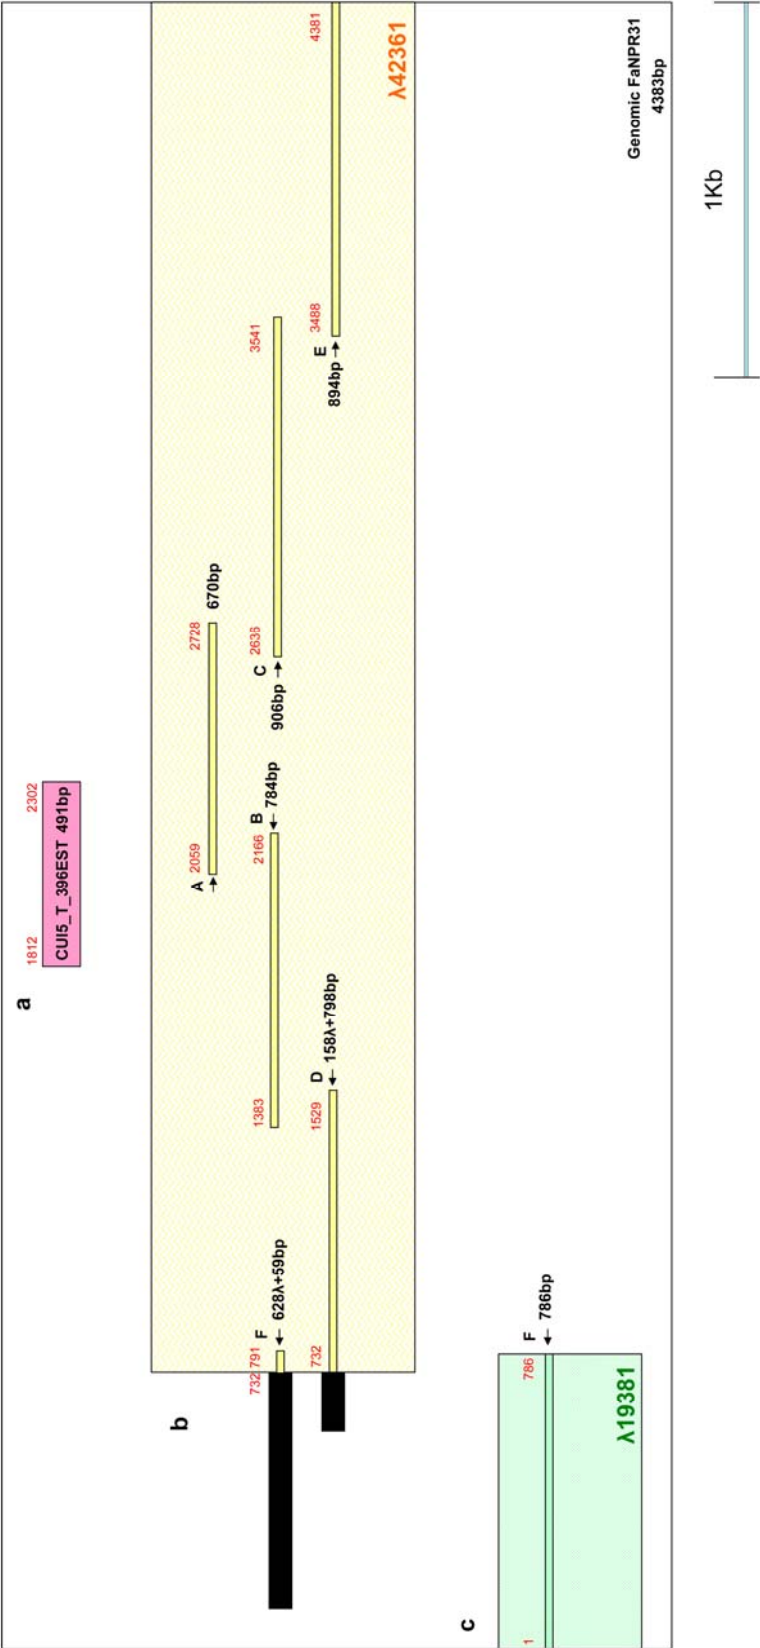 a
1812
2302
CUI5_T_396EST 491bp
b
A
2059
2728
670bp
732
791
F
628λ+59bp
1383
2166
B
784bp
C
906bp
2636
3541
732
1529
D
158λ+798bp
E
894bp
3488
4381
λ42361
c
1
786
F
786bp
λ19381
Genomic FaNPR31
4383bp
1Kb